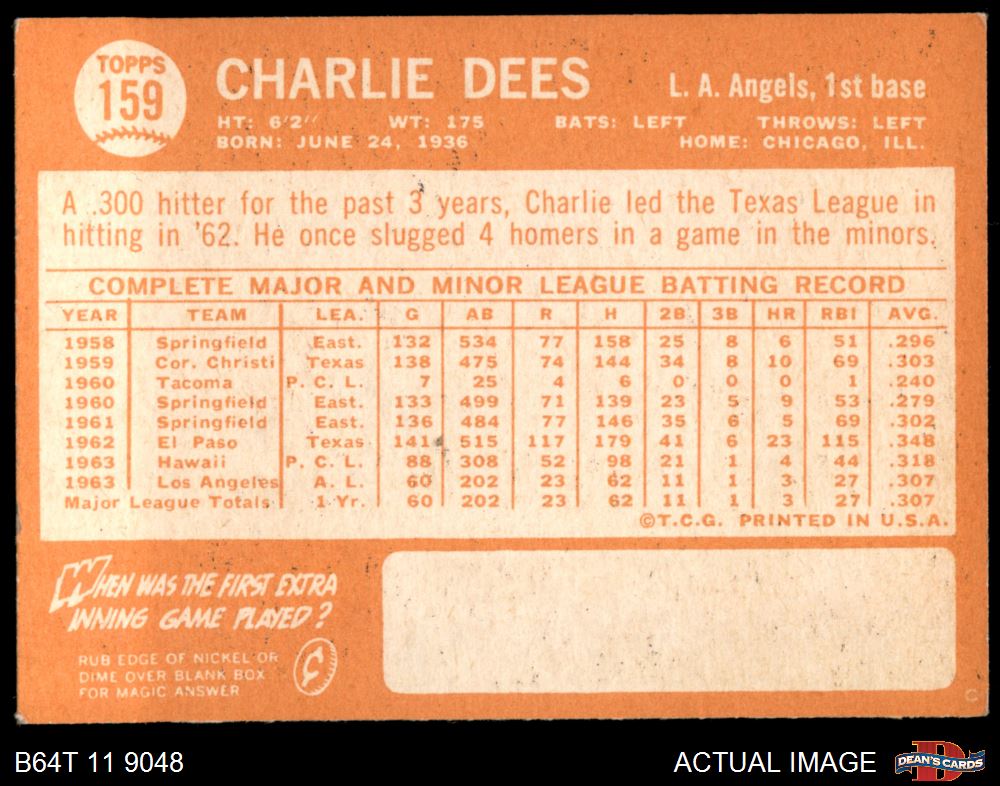 TOPPS
159
CHARLIE DEES
L. A. Angels, 1st base
HT: 6'2" WT: 175 BATS: LEFT THROWS: LEFT
BORN: JUNE 24, 1936 HOME: CHICAGO, ILL.
A .300 hitter for the past 3 years, Charlie led the Texas League in
hitting in '62. He once slugged 4 homers in a game in the minors.
COMPLETE MAJOR AND MINOR LEAGUE BATTING RECORD
YEAR TEAM LEA. G AB R H 2B 3B HR RBI AVG.
1958 Springfield East. 132 534 77 158 25 8 6 51 .296
1959 Cor. Christi Texas 138 475 74 144 34 8 10 69 .303
1960 Tacoma P. C. L. 7 25 4 6 0 0 0 1 .240
1960 Springfield East. 133 499 71 139 23 5 9 53 .279
1961 Springfield East. 136 484 77 146 35 6 5 69 .302
1962 El Paso Texas 141 515 117 179 41 6 23 115 .348
1963 Hawaii P. C. L. 88 308 52 98 21 1 4 44 .318
1963 Los Angeles A. L. 60 202 23 62 11 1 3 27 .307
Major League Totals 1 Yr. 60 202 23 62 11 1 3 27 .307
©T.C.G. PRINTED IN U.S.A.
WHEN WAS THE FIRST EXTRA
INNING GAME PLAYED?
RUB EDGE OF NICKEL OR
DIME OVER BLANK BOX
FOR MAGIC ANSWER
¢
C
B64T 11 9048
ACTUAL IMAGE
D
DEAN'S CARDS